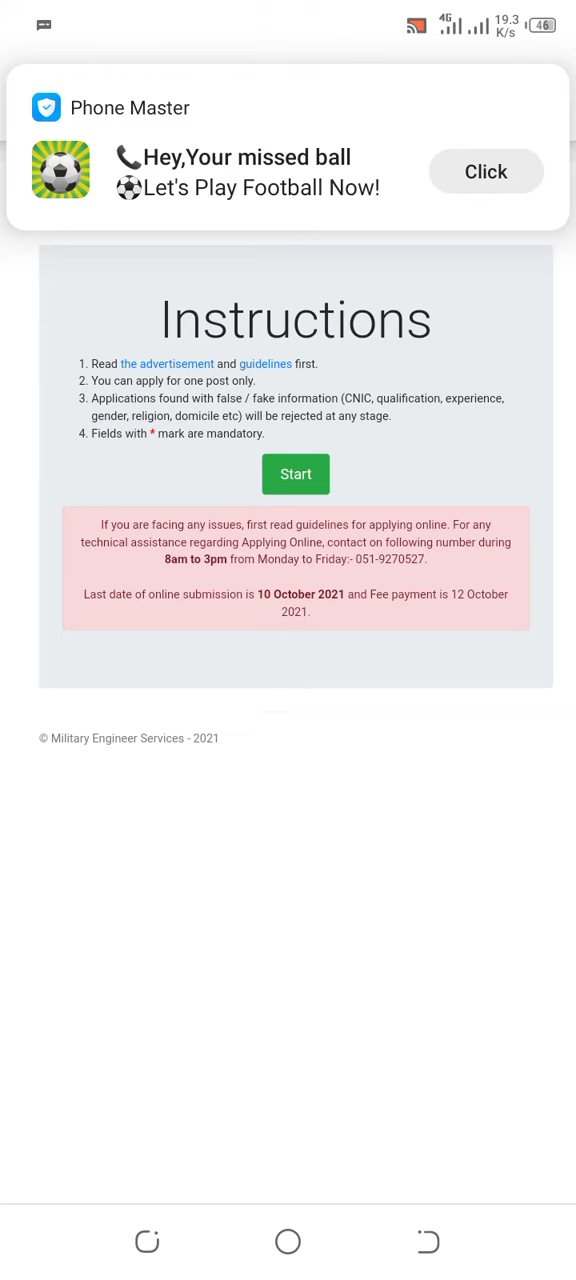 4G 19.3 K/s 46
Phone Master
📞Hey,Your missed ball
⚽Let's Play Football Now!
Click
Instructions
1. Read the advertisement and guidelines first.
2. You can apply for one post only.
3. Applications found with false / fake information (CNIC, qualification, experience,
gender, religion, domicile etc) will be rejected at any stage.
4. Fields with * mark are mandatory.
Start
If you are facing any issues, first read guidelines for applying online. For any
technical assistance regarding Applying Online, contact on following number during
8am to 3pm from Monday to Friday:- 051-9270527.
Last date of online submission is 10 October 2021 and Fee payment is 12 October
2021.
© Military Engineer Services - 2021